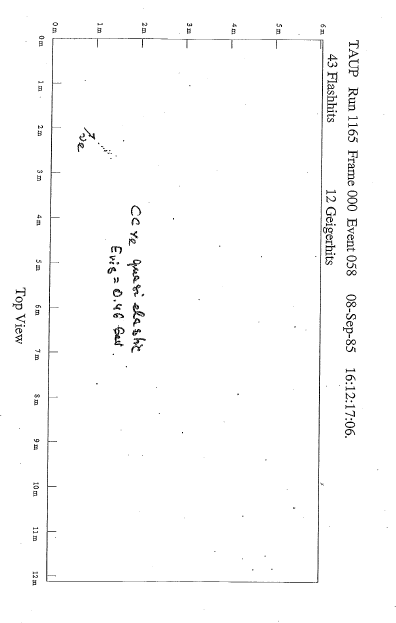 TAUP Run 1165 Frame 000 Event 058 08-Sep-85 16:12:17:06.
43 Flashhits 12 Geigerhits
6 m
5 m
4 m
3 m
2 m
1 m
0 m
νe
CC νe quasi elastic
Evis = 0.46 GeV
0 m 1 m 2 m 3 m 4 m 5 m 6 m 7 m 8 m 9 m 10 m 11 m 12 m
Top View